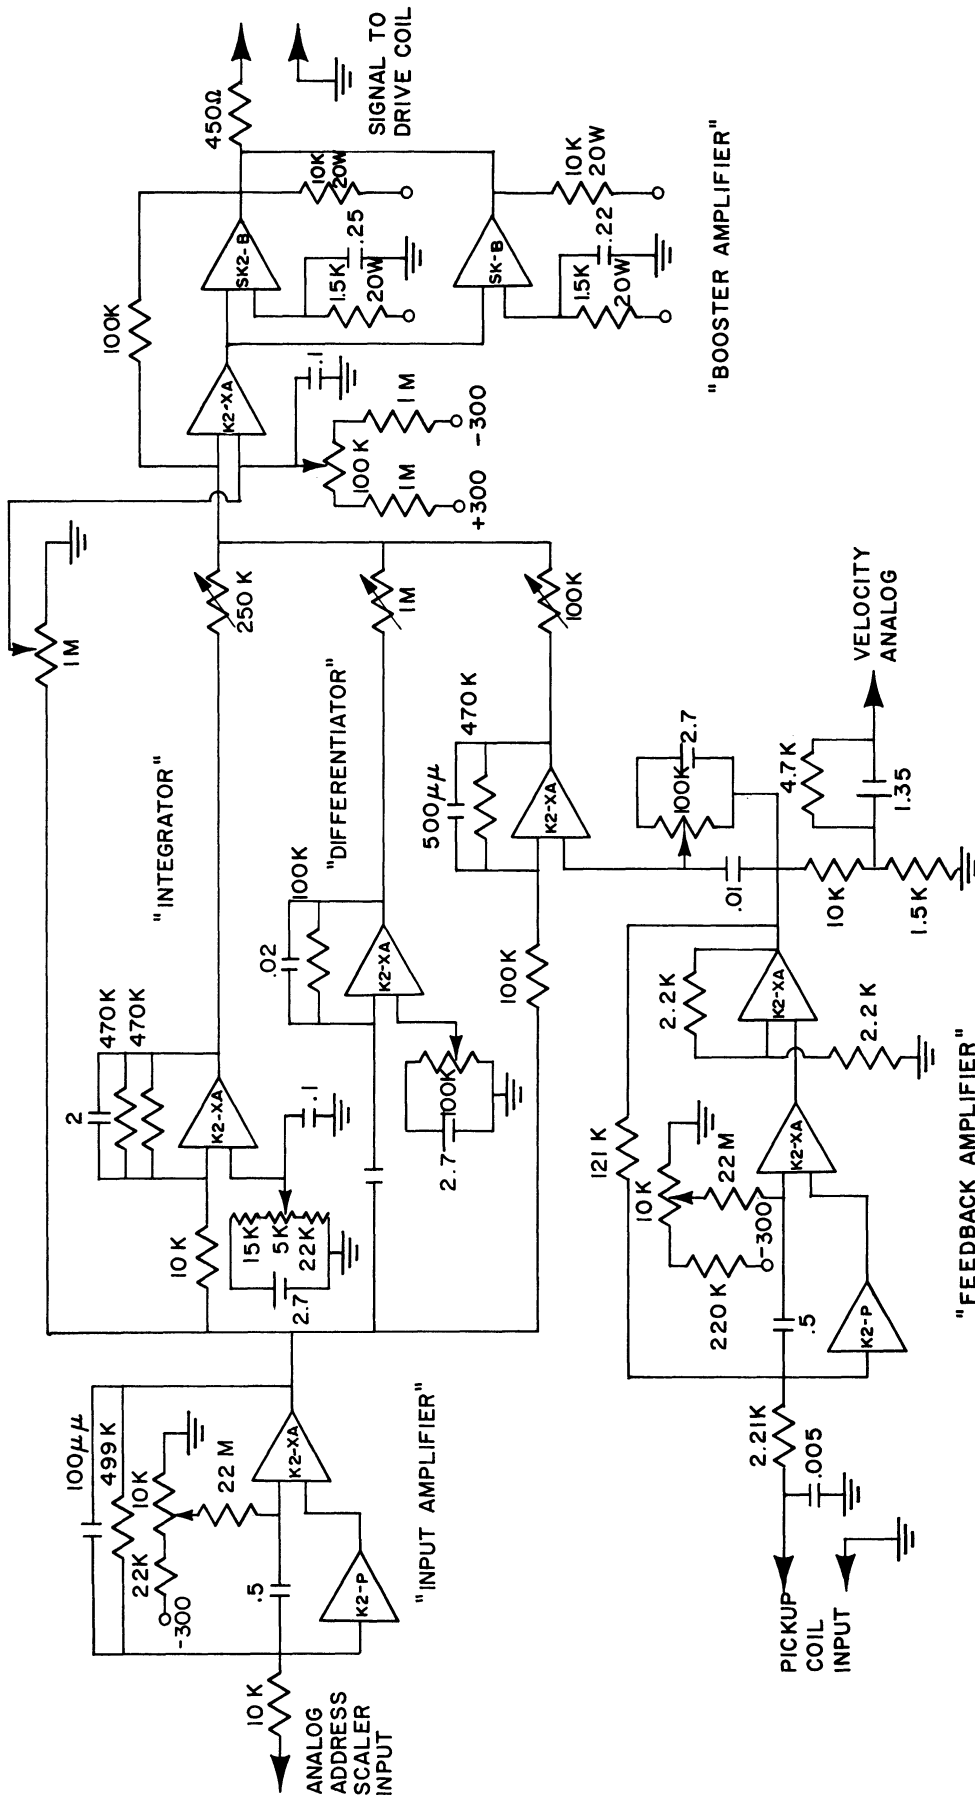 100μμ
499K
22K
10K
-300
22M
.5
K2-XA
K2-P
10K
ANALOG
ADDRESS
SCALER
INPUT
"INPUT AMPLIFIER"
1M
2
470K
470K
K2-XA
10K
15K
5K
22K
2.7
.1
"INTEGRATOR"
250K
.02
100K
K2-XA
100K
2.7
"DIFFERENTIATOR"
1M
500μμ
470K
K2-XA
100K
100K
100K
K2-XA
.1
100K
1M
1M
+300
-300
SK2-B
450Ω
SIGNAL TO
DRIVE COIL
10K
20W
1.5K
20W
.25
SK-B
10K
20W
1.5K
20W
.22
"BOOSTER AMPLIFIER"
100K
2.7
.01
10K
1.5K
4.7K
1.35
VELOCITY
ANALOG
121K
10K
22M
220K
-300
.5
K2-XA
K2-P
2.2K
K2-XA
2.2K
2.21K
.005
PICKUP
COIL
INPUT
"FEEDBACK AMPLIFIER"